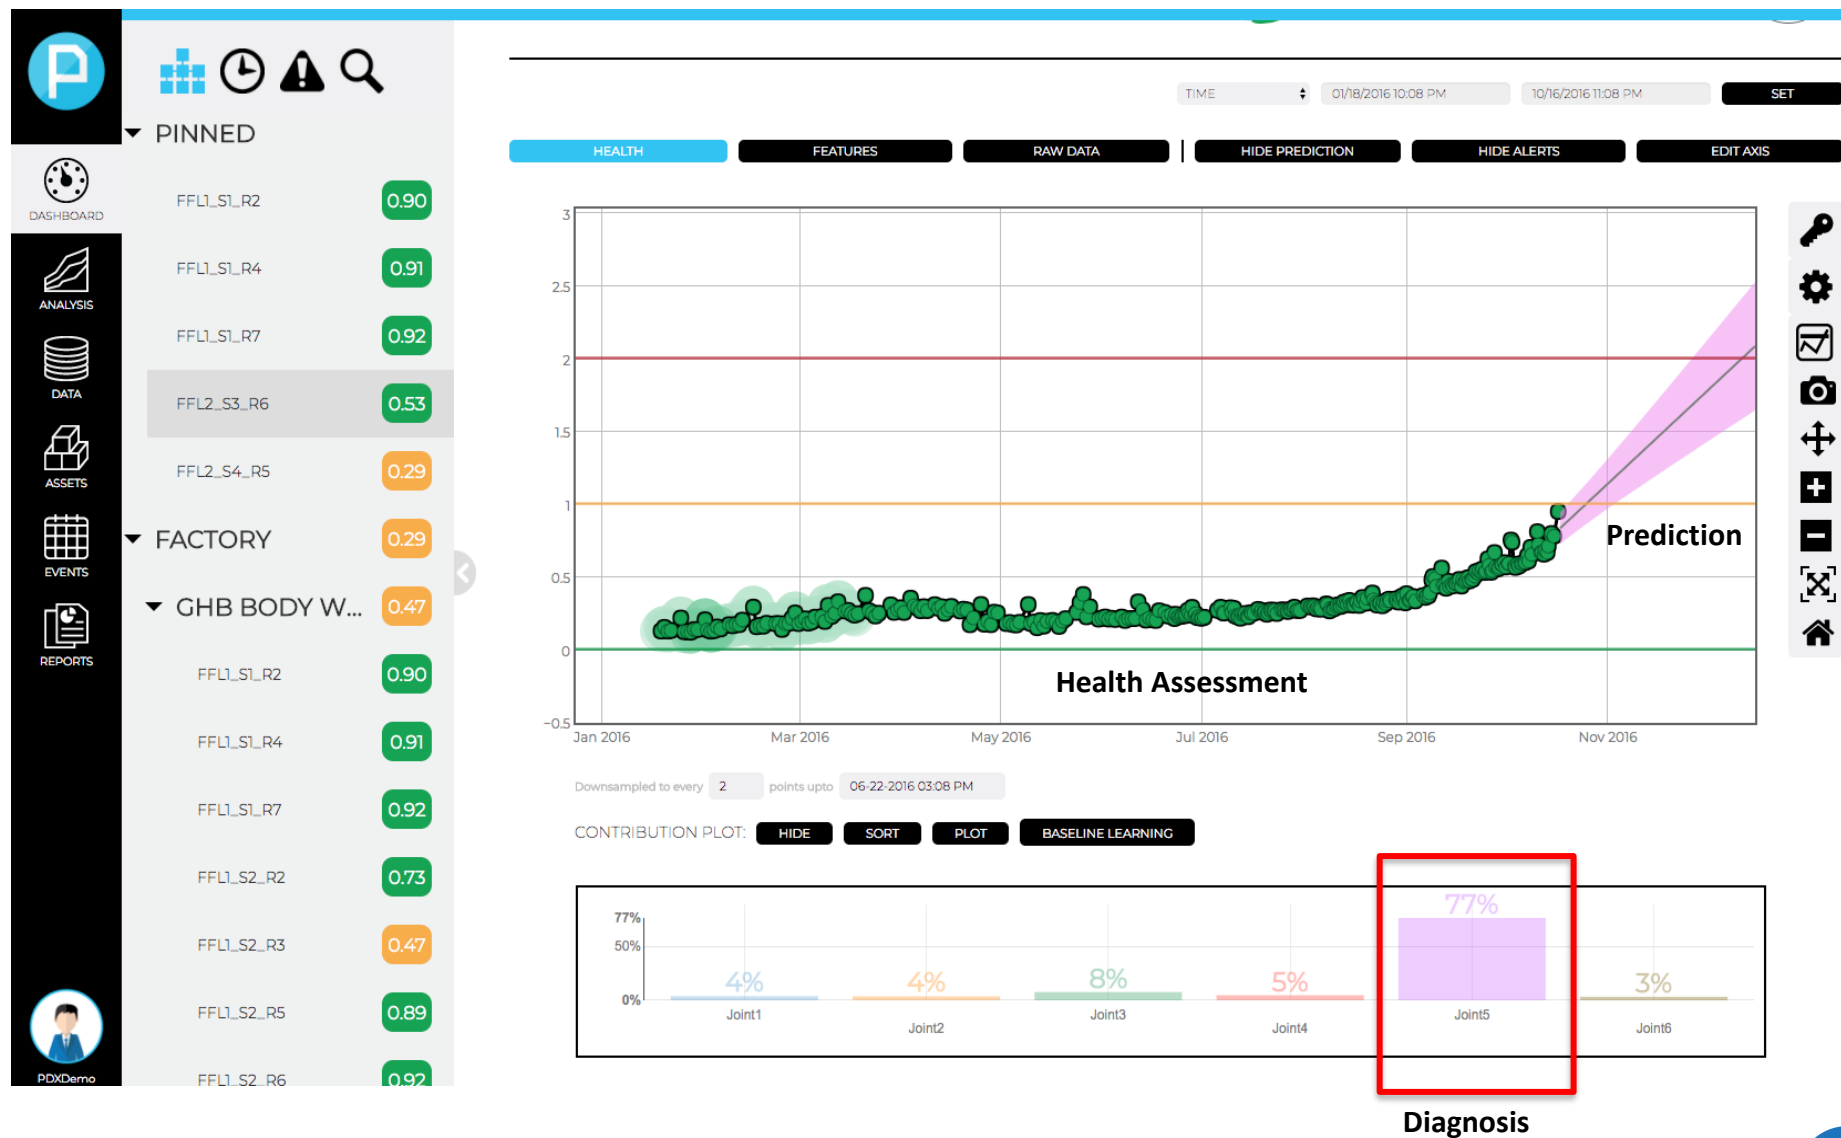 P
TIME
01/18/2016 10:08 PM
10/16/2016 11:08 PM
SET
DASHBOARD
ANALYSIS
DATA
ASSETS
EVENTS
REPORTS
PDXDemo
PINNED
FFL1_S1_R2 0.90
FFL1_S1_R4 0.91
FFL1_S1_R7 0.92
FFL2_S3_R6 0.53
FFL2_S4_R5 0.29
FACTORY 0.29
GHB BODY W... 0.47
FFL1_S1_R2 0.90
FFL1_S1_R4 0.91
FFL1_S1_R7 0.92
FFL1_S2_R2 0.73
FFL1_S2_R3 0.47
FFL1_S2_R5 0.89
FFL1_S2_R6 0.92
HEALTH
FEATURES
RAW DATA
HIDE PREDICTION
HIDE ALERTS
EDIT AXIS
3
2.5
2
1.5
1
0.5
0
−0.5
Prediction
Health Assessment
Jan 2016
Mar 2016
May 2016
Jul 2016
Sep 2016
Nov 2016
Downsampled to every 2 points upto 06-22-2016 03:08 PM
CONTRIBUTION PLOT: HIDE SORT PLOT BASELINE LEARNING
77%
50%
0%
4%
4%
8%
5%
77%
3%
Joint1
Joint2
Joint3
Joint4
Joint5
Joint6
Diagnosis